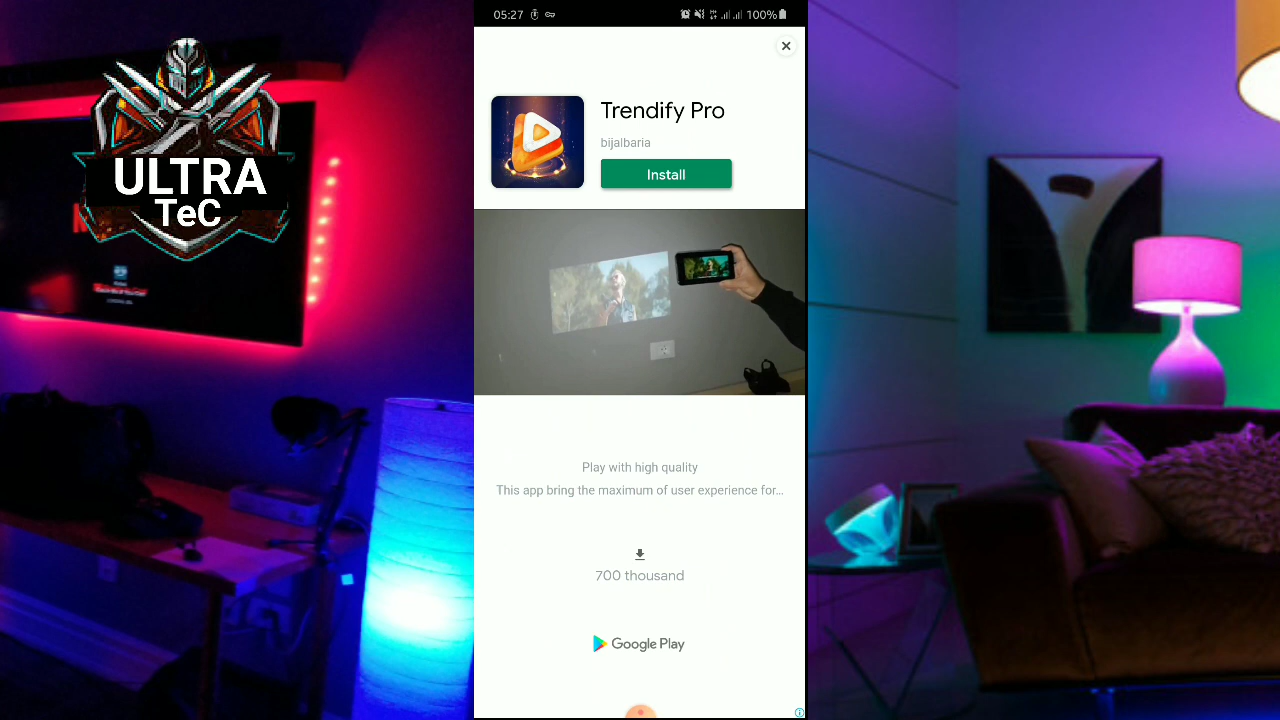 05:27
100%
ULTRA
TeC
Trendify Pro
bijalbaria
Install
Play with high quality
This app bring the maximum of user experience for...
700 thousand
Google Play